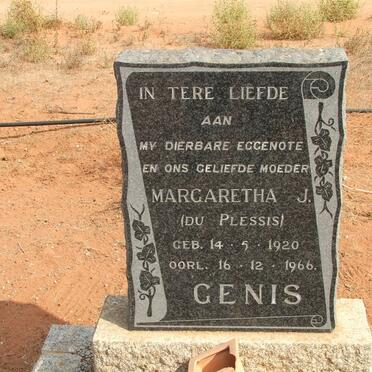 IN TERE LIEFDE
AAN
MY DIERBARE EGGENOTE
EN ONS GELIEFDE MOEDER
MARGARETHA J.
(DU PLESSIS)
GEB. 14 · 5 · 1920
OORL. 16 · 12 · 1966.
GENIS